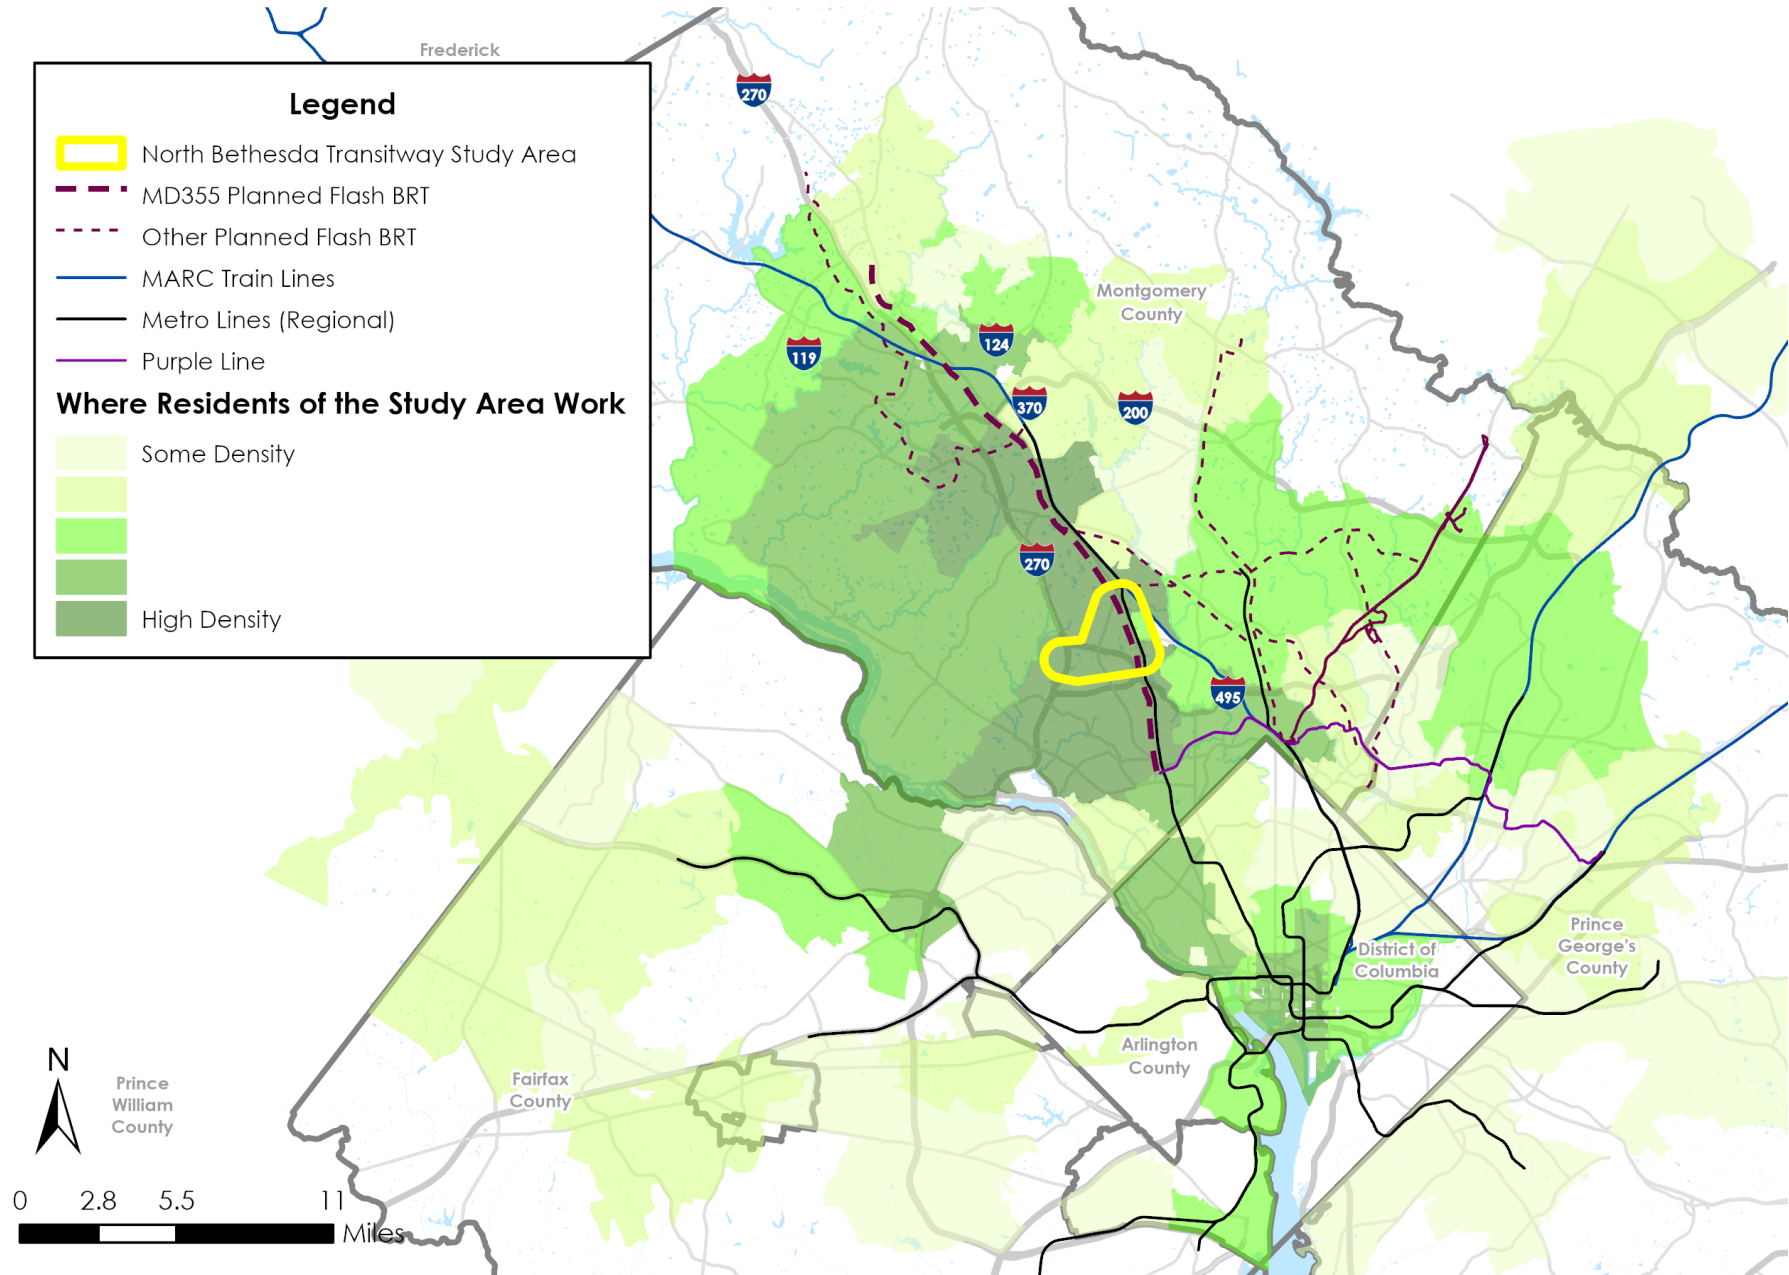 Frederick
270
Legend
North Bethesda Transitway Study Area
MD355 Planned Flash BRT
Other Planned Flash BRT
MARC Train Lines
Metro Lines (Regional)
Purple Line
Where Residents of the Study Area Work
Some Density
High Density
Montgomery
County
119
124
370
200
270
495
Prince
George's
County
District of
Columbia
Arlington
County
Fairfax
County
N
Prince
William
County
0 2.8 5.5 11
Miles